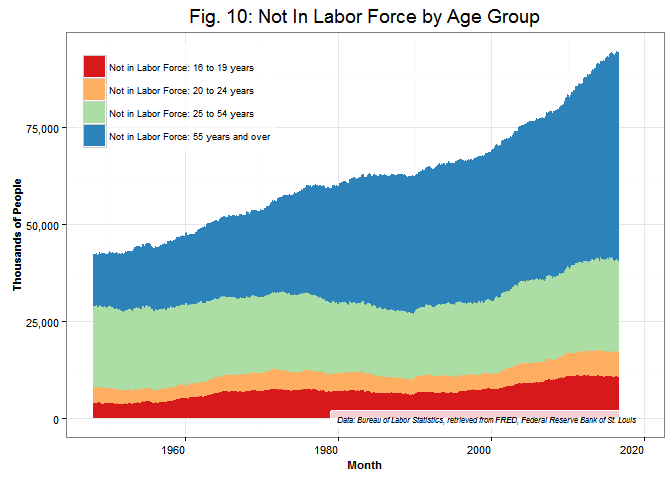 Fig. 10: Not In Labor Force by Age Group
Not in Labor Force: 16 to 19 years
Not in Labor Force: 20 to 24 years
Not in Labor Force: 25 to 54 years
Not in Labor Force: 55 years and over
75,000
50,000
25,000
0
Thousands of People
Data: Bureau of Labor Statistics, retrieved from FRED, Federal Reserve Bank of St. Louis
1960
1980
2000
2020
Month